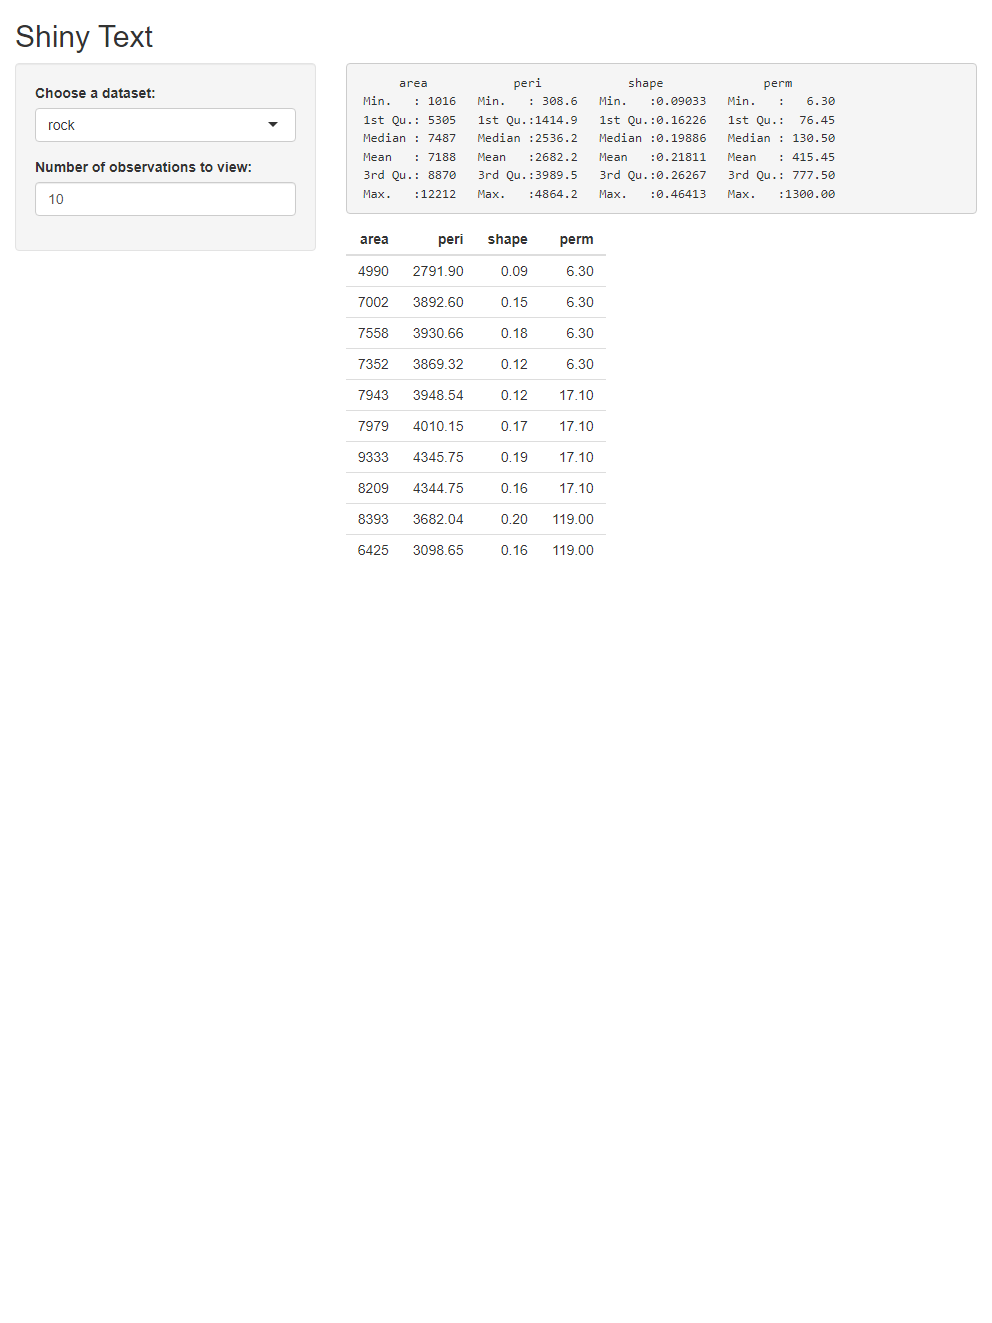 Shiny Text
Choose a dataset:
rock
Number of observations to view:
10
area peri shape perm
Min. : 1016 Min. : 308.6 Min. :0.09033 Min. : 6.30
1st Qu.: 5305 1st Qu.:1414.9 1st Qu.:0.16226 1st Qu.: 76.45
Median : 7487 Median :2536.2 Median :0.19886 Median : 130.50
Mean : 7188 Mean :2682.2 Mean :0.21811 Mean : 415.45
3rd Qu.: 8870 3rd Qu.:3989.5 3rd Qu.:0.26267 3rd Qu.: 777.50
Max. :12212 Max. :4864.2 Max. :0.46413 Max. :1300.00
area peri shape perm
4990 2791.90 0.09 6.30
7002 3892.60 0.15 6.30
7558 3930.66 0.18 6.30
7352 3869.32 0.12 6.30
7943 3948.54 0.12 17.10
7979 4010.15 0.17 17.10
9333 4345.75 0.19 17.10
8209 4344.75 0.16 17.10
8393 3682.04 0.20 119.00
6425 3098.65 0.16 119.00